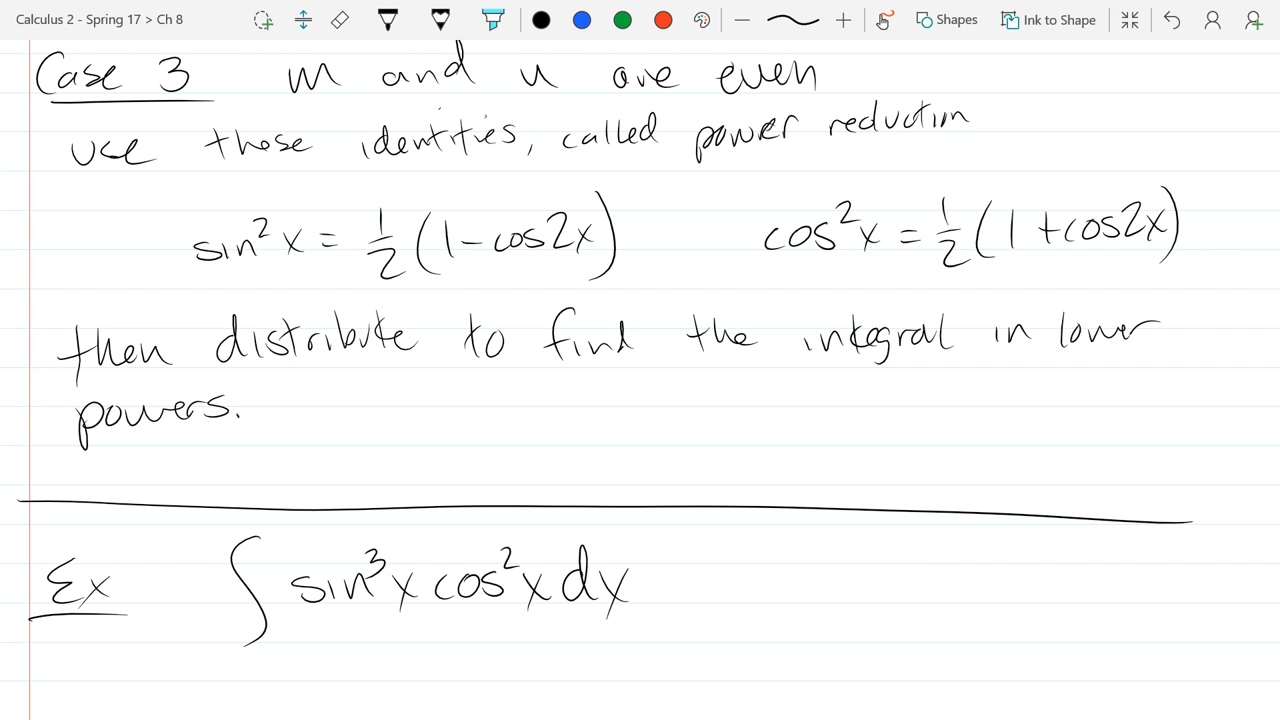 Calculus 2 - Spring 17 > Ch 8 Shapes Ink to Shape
Case 3 m and n are even
use these identities, called power reduction
sin²x = 1/2 (1 - cos2x) cos²x = 1/2 (1 + cos2x)
then distribute to find the integral in lower
powers.
Ex ∫ sin³x cos²x dx